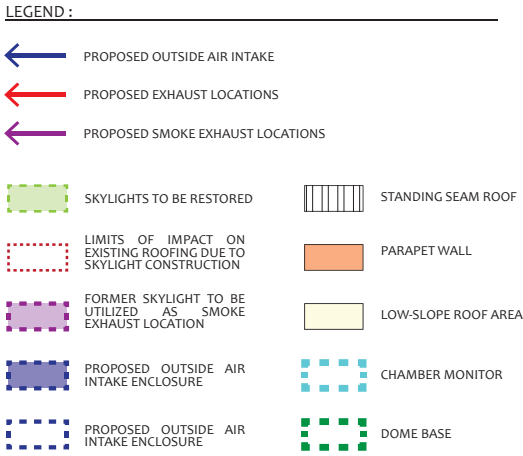 LEGEND :
PROPOSED OUTSIDE AIR INTAKE
PROPOSED EXHAUST LOCATIONS
PROPOSED SMOKE EXHAUST LOCATIONS
SKYLIGHTS TO BE RESTORED
LIMITS OF IMPACT ON
EXISTING ROOFING DUE TO
SKYLIGHT CONSTRUCTION
FORMER SKYLIGHT TO BE
UTILIZED AS SMOKE
EXHAUST LOCATION
PROPOSED OUTSIDE AIR
INTAKE ENCLOSURE
PROPOSED OUTSIDE AIR
INTAKE ENCLOSURE
STANDING SEAM ROOF
PARAPET WALL
LOW-SLOPE ROOF AREA
CHAMBER MONITOR
DOME BASE